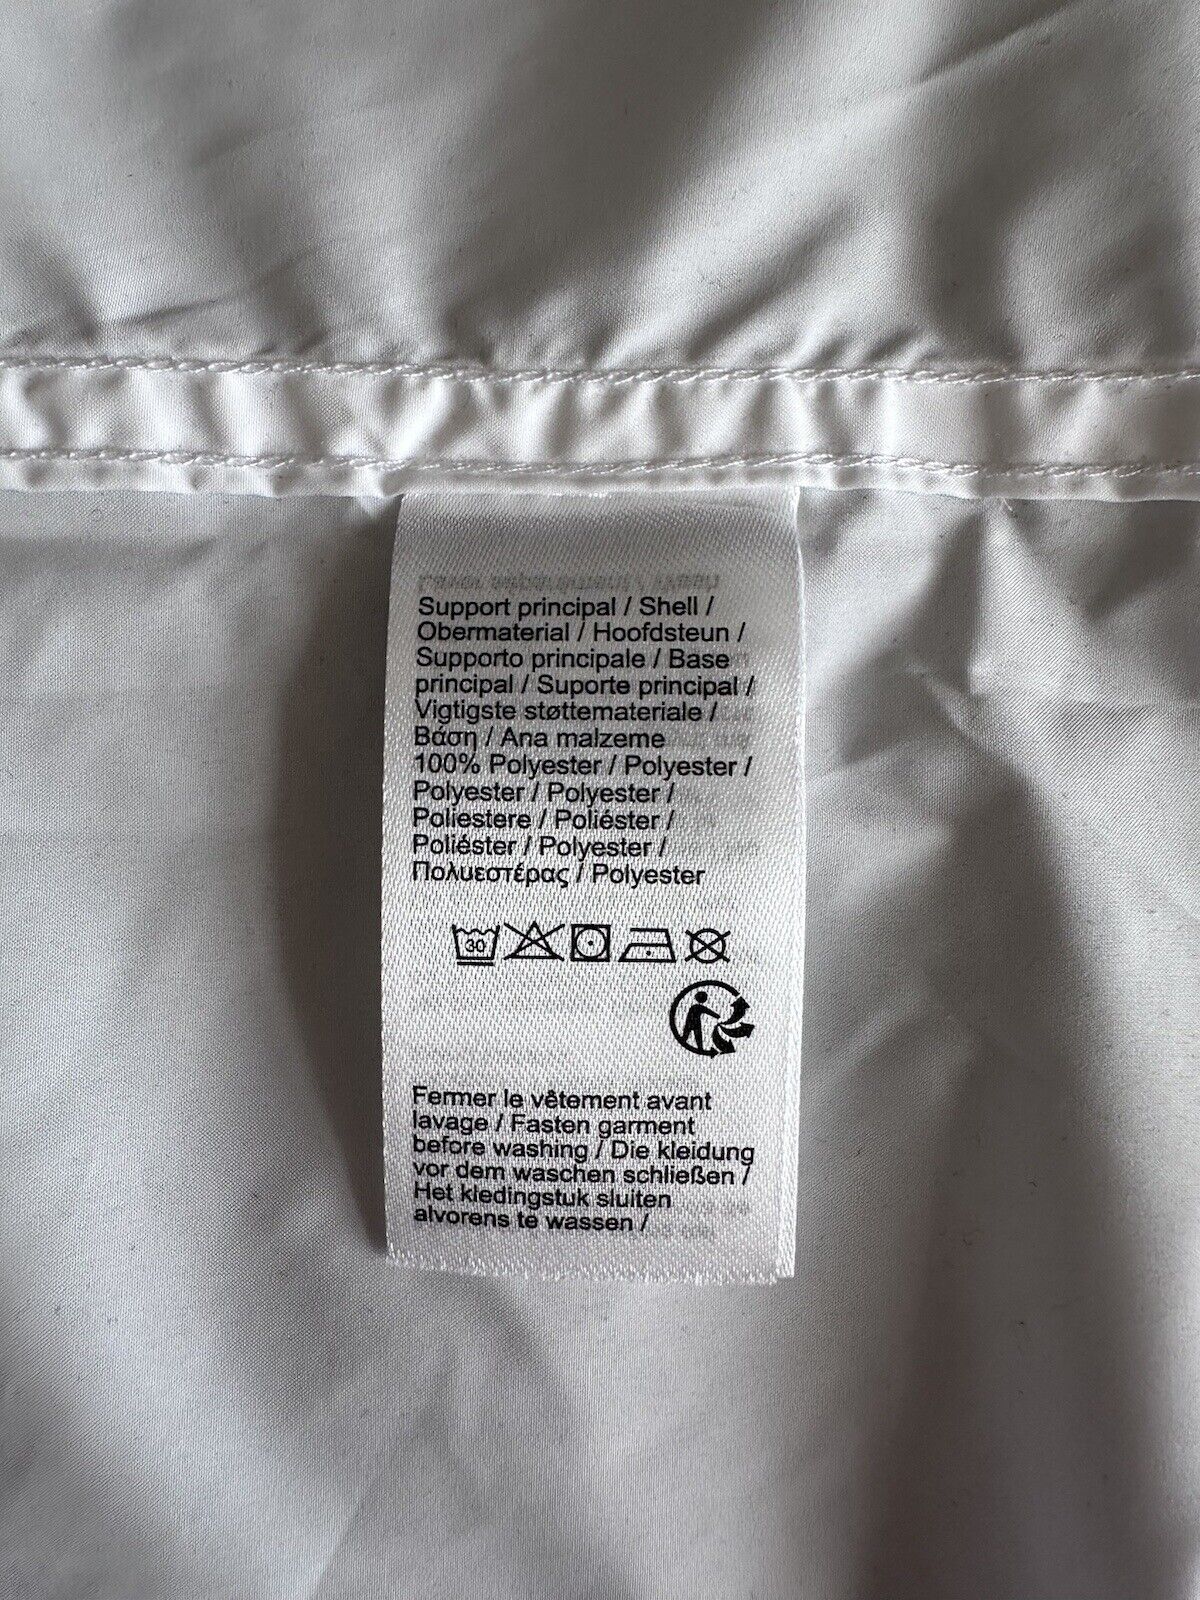 Support principal / Shell /
Obermaterial / Hoofdsteun /
Supporto principale / Base
principal / Suporte principal /
Vigtigste støttemateriale /
Βάση / Ana malzeme
100% Polyester / Polyester /
Polyester / Polyester /
Poliestere / Poliéster /
Poliéster / Polyester /
Πολυεστέρας / Polyester
30
Fermer le vêtement avant
lavage / Fasten garment
before washing / Die kleidung
vor dem waschen schließen /
Het kledingstuk sluiten
alvorens te wassen /